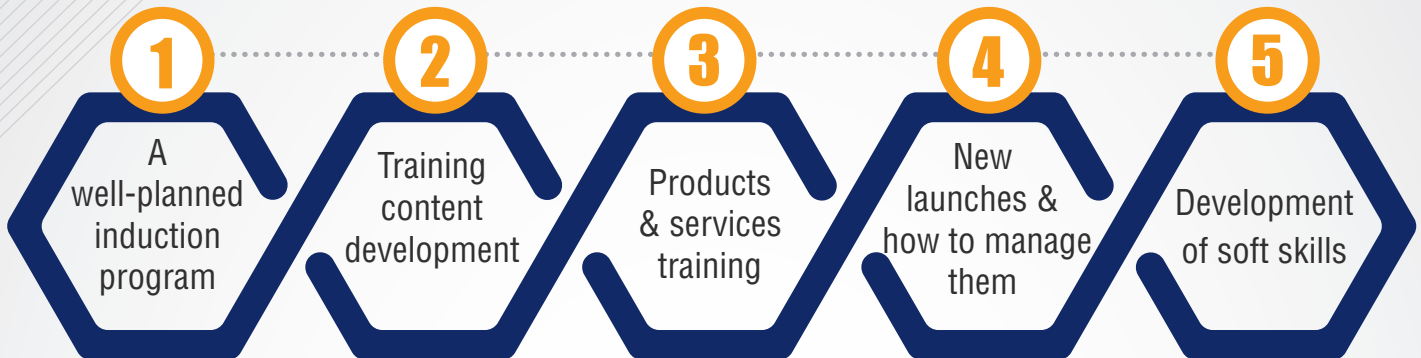 1
A
well-planned
induction
program
2
Training
content
development
3
Products
& services
training
4
New
launches &
how to manage
them
5
Development
of soft skills